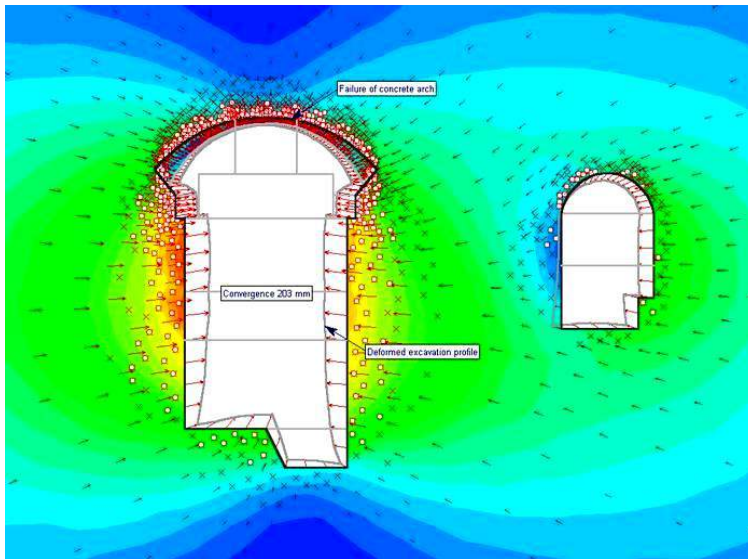 Failure of concrete arch
Convergence 203 mm
Deformed excavation profile